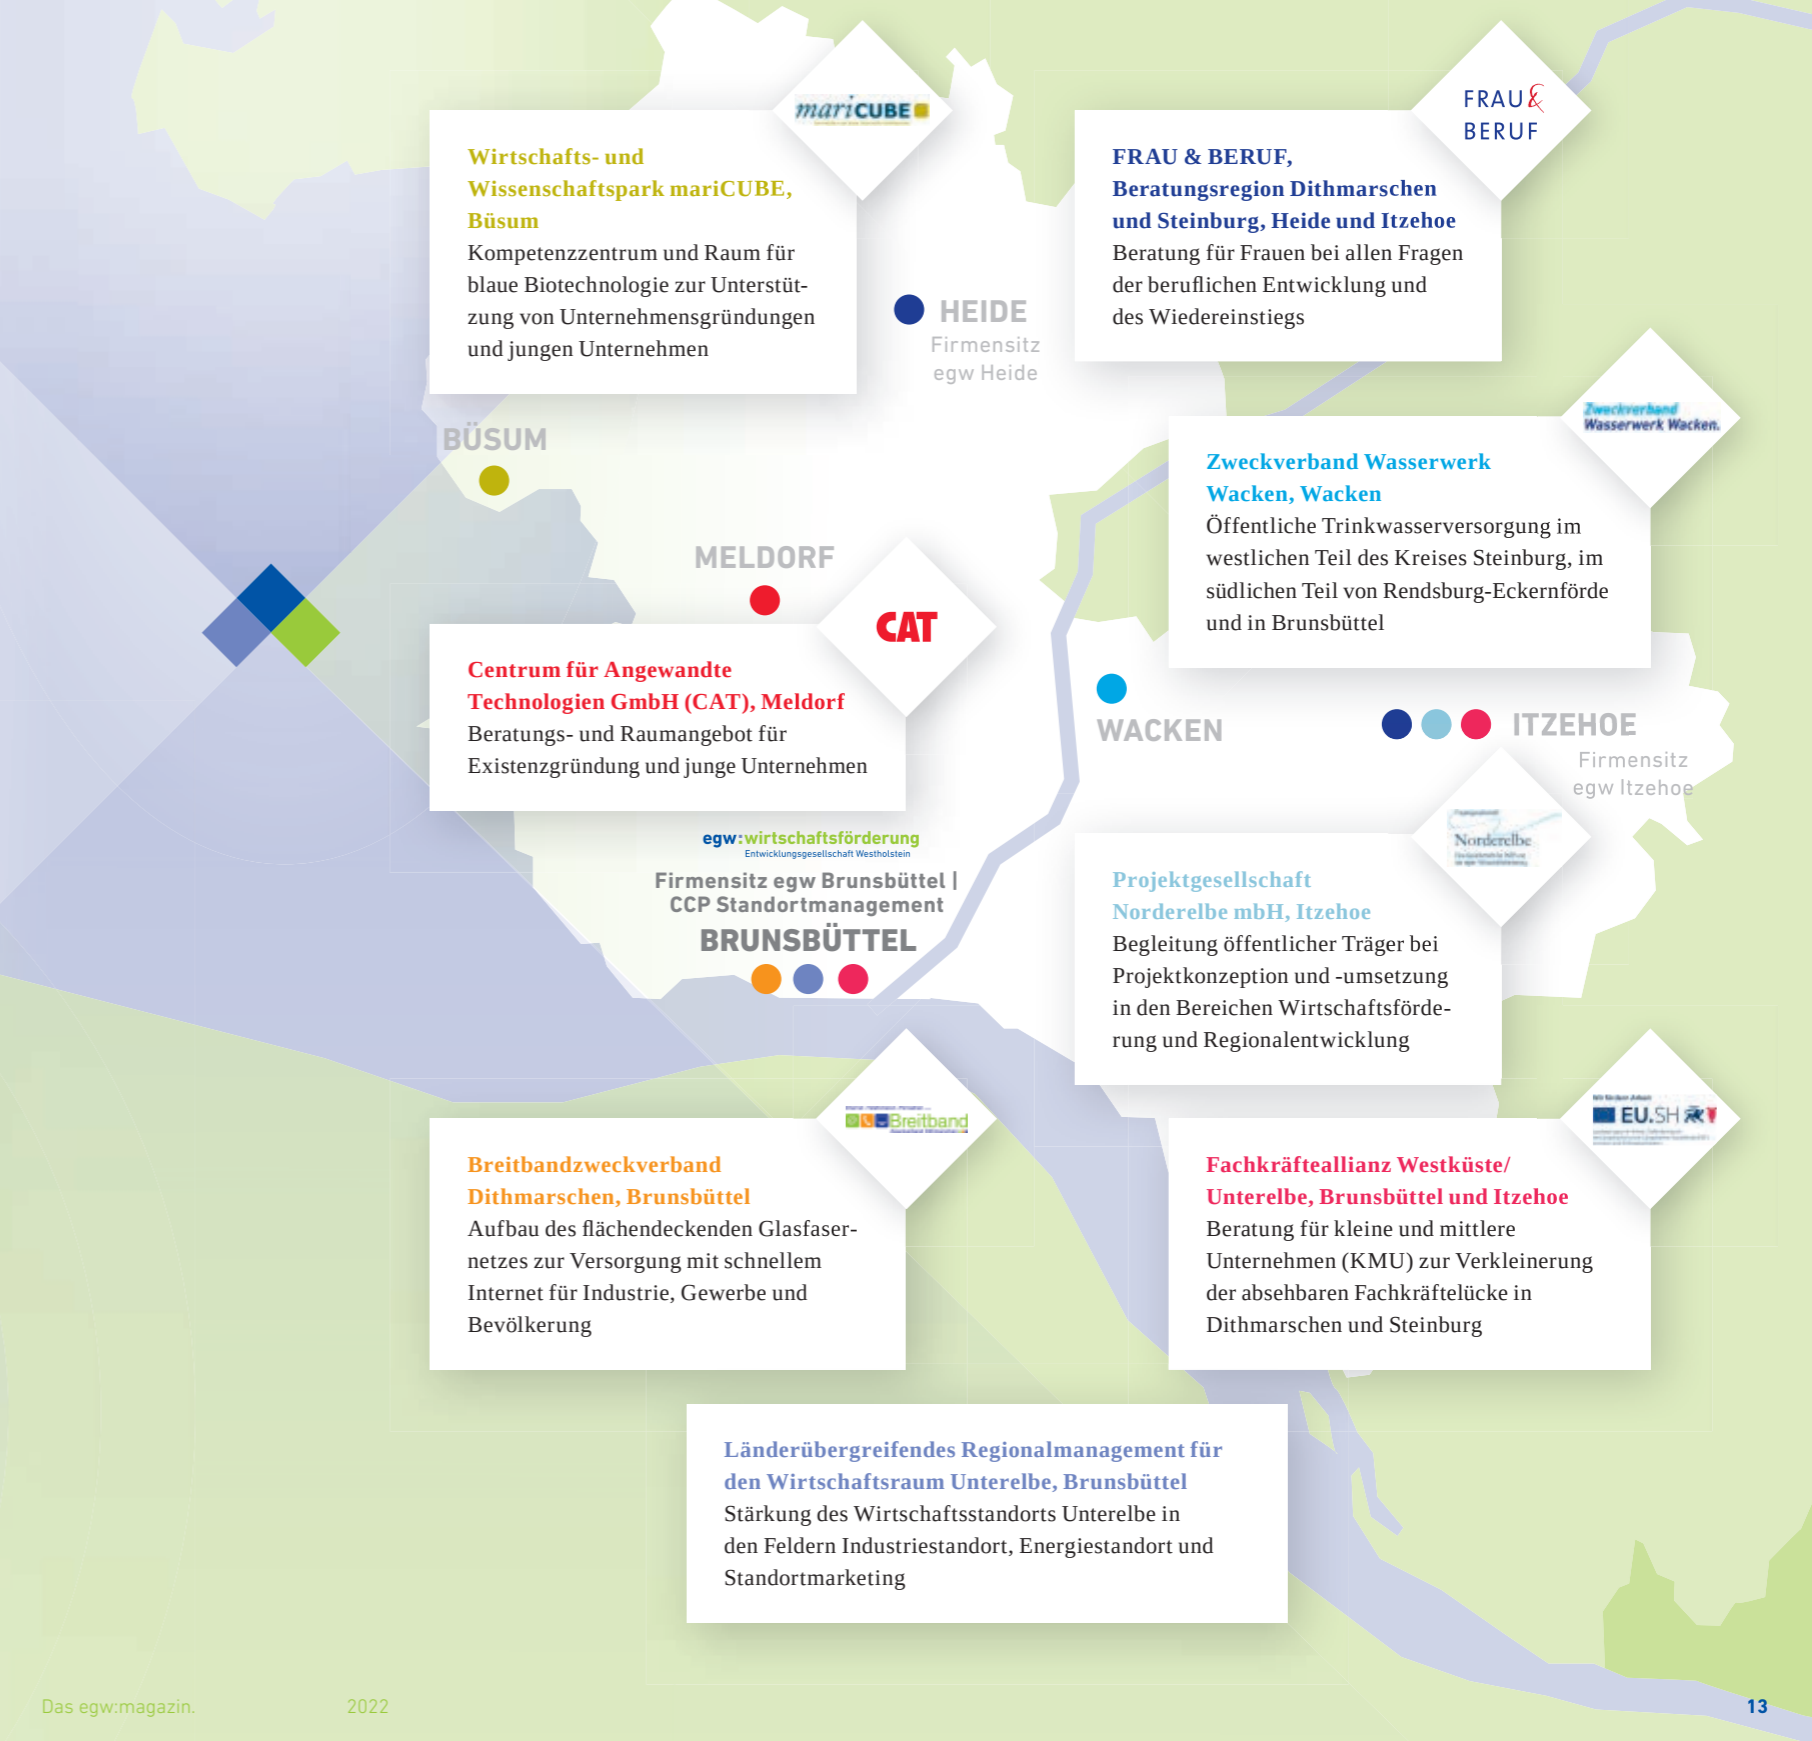 mariCUBE
Wirtschafts- und
Wissenschaftspark mariCUBE,
Büsum
Kompetenzzentrum und Raum für
blaue Biotechnologie zur Unterstüt-
zung von Unternehmensgründungen
und jungen Unternehmen
FRAU &
BERUF
FRAU & BERUF,
Beratungsregion Dithmarschen
und Steinburg, Heide und Itzehoe
Beratung für Frauen bei allen Fragen
der beruflichen Entwicklung und
des Wiedereinstiegs
HEIDE
Firmensitz
egw Heide
BÜSUM
Zweckverband
Wasserwerk Wacken.
Zweckverband Wasserwerk
Wacken, Wacken
Öffentliche Trinkwasserversorgung im
westlichen Teil des Kreises Steinburg, im
südlichen Teil von Rendsburg-Eckernförde
und in Brunsbüttel
MELDORF
CAT
Centrum für Angewandte
Technologien GmbH (CAT), Meldorf
Beratungs- und Raumangebot für
Existenzgründung und junge Unternehmen
WACKEN
ITZEHOE
Firmensitz
egw Itzehoe
egw:wirtschaftsförderung
Entwicklungsgesellschaft Westholstein
Firmensitz egw Brunsbüttel |
CCP Standortmanagement
BRUNSBÜTTEL
Norderelbe
Projektgesellschaft
Norderelbe mbH, Itzehoe
Begleitung öffentlicher Träger bei
Projektkonzeption und -umsetzung
in den Bereichen Wirtschaftsförde-
rung und Regionalentwicklung
Breitband
Breitbandzweckverband
Dithmarschen, Brunsbüttel
Aufbau des flächendeckenden Glasfaser-
netzes zur Versorgung mit schnellem
Internet für Industrie, Gewerbe und
Bevölkerung
Wir fördern Arbeit
EU.SH
Fachkräfteallianz Westküste/
Unterelbe, Brunsbüttel und Itzehoe
Beratung für kleine und mittlere
Unternehmen (KMU) zur Verkleinerung
der absehbaren Fachkräftelücke in
Dithmarschen und Steinburg
Länderübergreifendes Regionalmanagement für
den Wirtschaftsraum Unterelbe, Brunsbüttel
Stärkung des Wirtschaftsstandorts Unterelbe in
den Feldern Industriestandort, Energiestandort und
Standortmarketing
Das egw:magazin. 2022
13